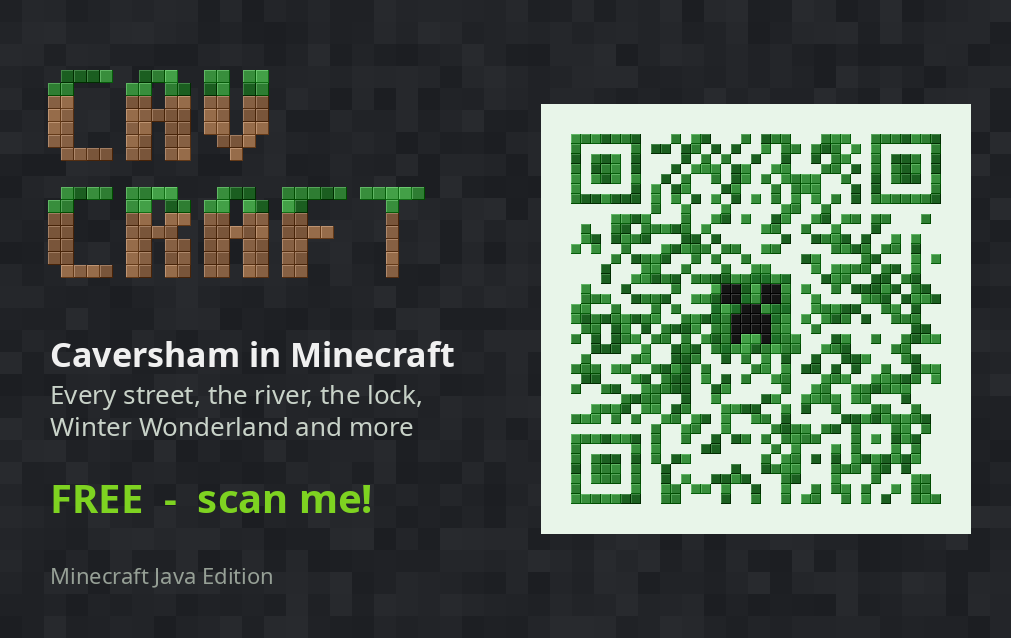 CAV
CRAFT
Caversham in Minecraft
Every street, the river, the lock,
Winter Wonderland and more
FREE - scan me!
Minecraft Java Edition